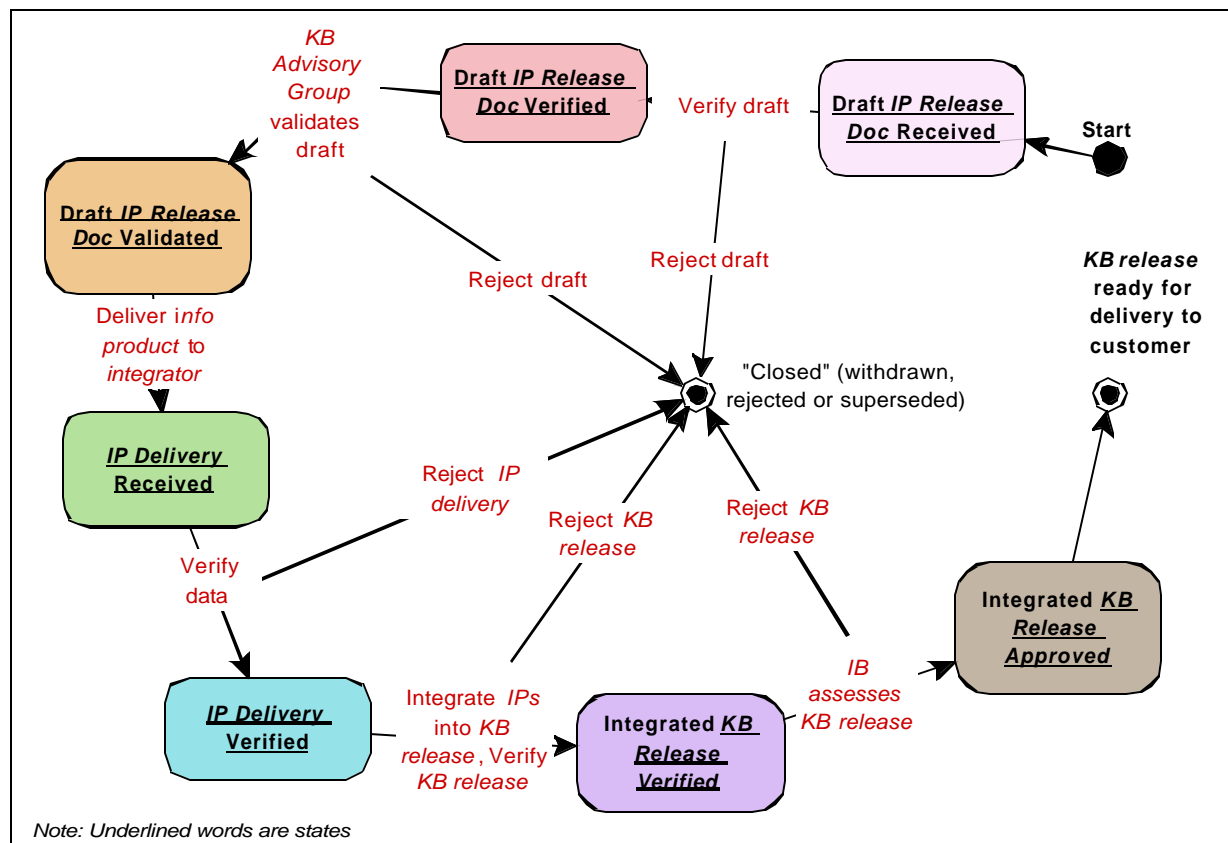 KB
Advisory
Group
validates
draft
Draft IP Release
Doc Verified
Verify draft
Draft IP Release
Doc Received
Start
Draft IP Release
Doc Validated
Reject draft
Reject draft
KB release
ready for
delivery to
customer
Deliver info
product to
integrator
"Closed" (withdrawn,
rejected or superseded)
IP Delivery
Received
Reject IP
delivery
Reject KB
release
Reject KB
release
Verify
data
Integrated KB
Release
Approved
IP Delivery
Verified
Integrate IPs
into KB
release, Verify
KB release
Integrated KB
Release
Verified
IB
assesses
KB release
Note: Underlined words are states